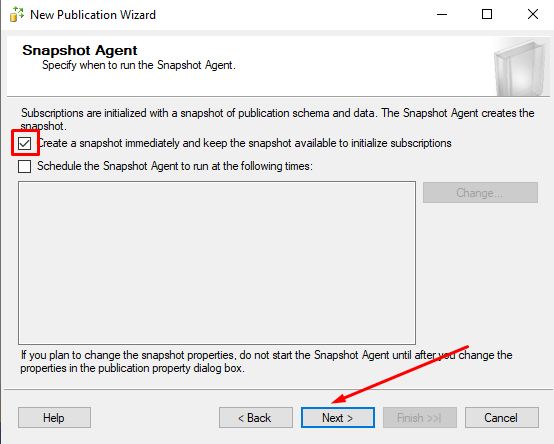 New Publication Wizard
Snapshot Agent
Specify when to run the Snapshot Agent.
Subscriptions are initialized with a snapshot of publication schema and data. The Snapshot Agent creates the
snapshot.
Create a snapshot immediately and keep the snapshot available to initialize subscriptions
Schedule the Snapshot Agent to run at the following times:
Change...
If you plan to change the snapshot properties, do not start the Snapshot Agent until after you change the
properties in the publication property dialog box.
Help
< Back
Next >
Finish >>|
Cancel